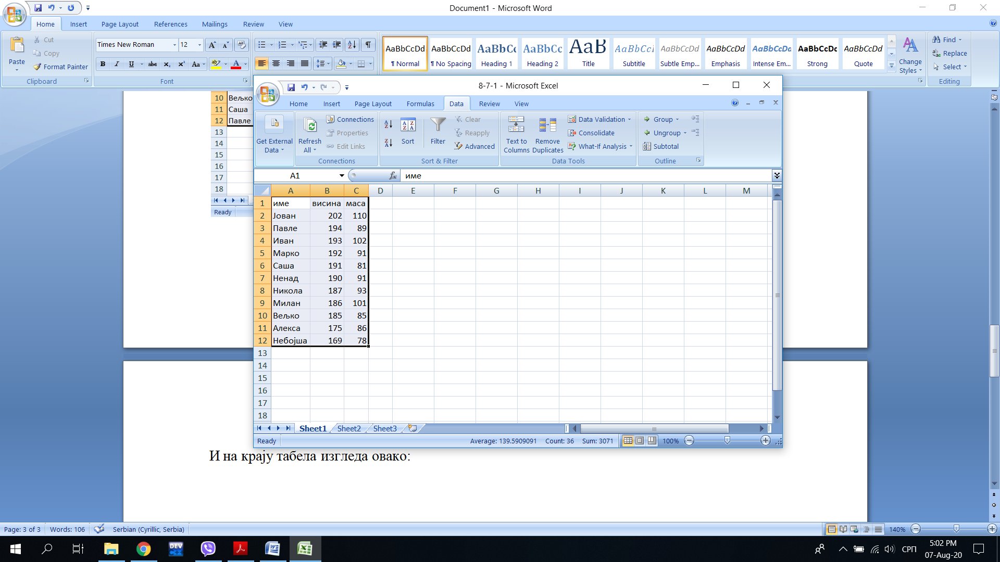 Document1 - Microsoft Word
Home Insert Page Layout References Mailings Review View
Paste
Cut
Copy
Format Painter
Clipboard
Times New Roman 12
Font
AaBbCcDd AaBbCcDd AaBbCc AaBbCc AaB AaBbCcI AaBbCcDd AaBbCcDd AaBbCcDd AaBbCcDc AaBbCcDd
¶ Normal ¶ No Spacing Heading 1 Heading 2 Title Subtitle Subtle Emp... Emphasis Intense Em... Strong Quote
Change Styles
Find
Replace
Select
Editing
10 Вељко
11 Саша
12 Павле
13
14
15
16
17
18
Ready
8-7-1 - Microsoft Excel
Home Insert Page Layout Formulas Data Review View
Get External Data
Refresh All
Connections
Properties
Edit Links
Connections
Sort
Filter
Clear
Reapply
Advanced
Sort & Filter
Text to Columns
Remove Duplicates
Data Validation
Consolidate
What-If Analysis
Data Tools
Group
Ungroup
Subtotal
Outline
A1 fx име
A B C D E F G H I J K L M
1 име висина маса
2 Јован 202 110
3 Павле 194 89
4 Иван 193 102
5 Марко 192 91
6 Саша 191 81
7 Ненад 190 91
8 Никола 187 93
9 Милан 186 101
10 Вељко 185 85
11 Алекса 175 86
12 Небојша 169 78
13
14
15
16
17
18
Sheet1 Sheet2 Sheet3
Ready Average: 139.5909091 Count: 36 Sum: 3071 100%
И на крају табела изгледа овако:
Page: 3 of 3 Words: 106 Serbian (Cyrillic, Serbia) 140%
DEV C++ СРП 5:02 PM
07-Aug-20